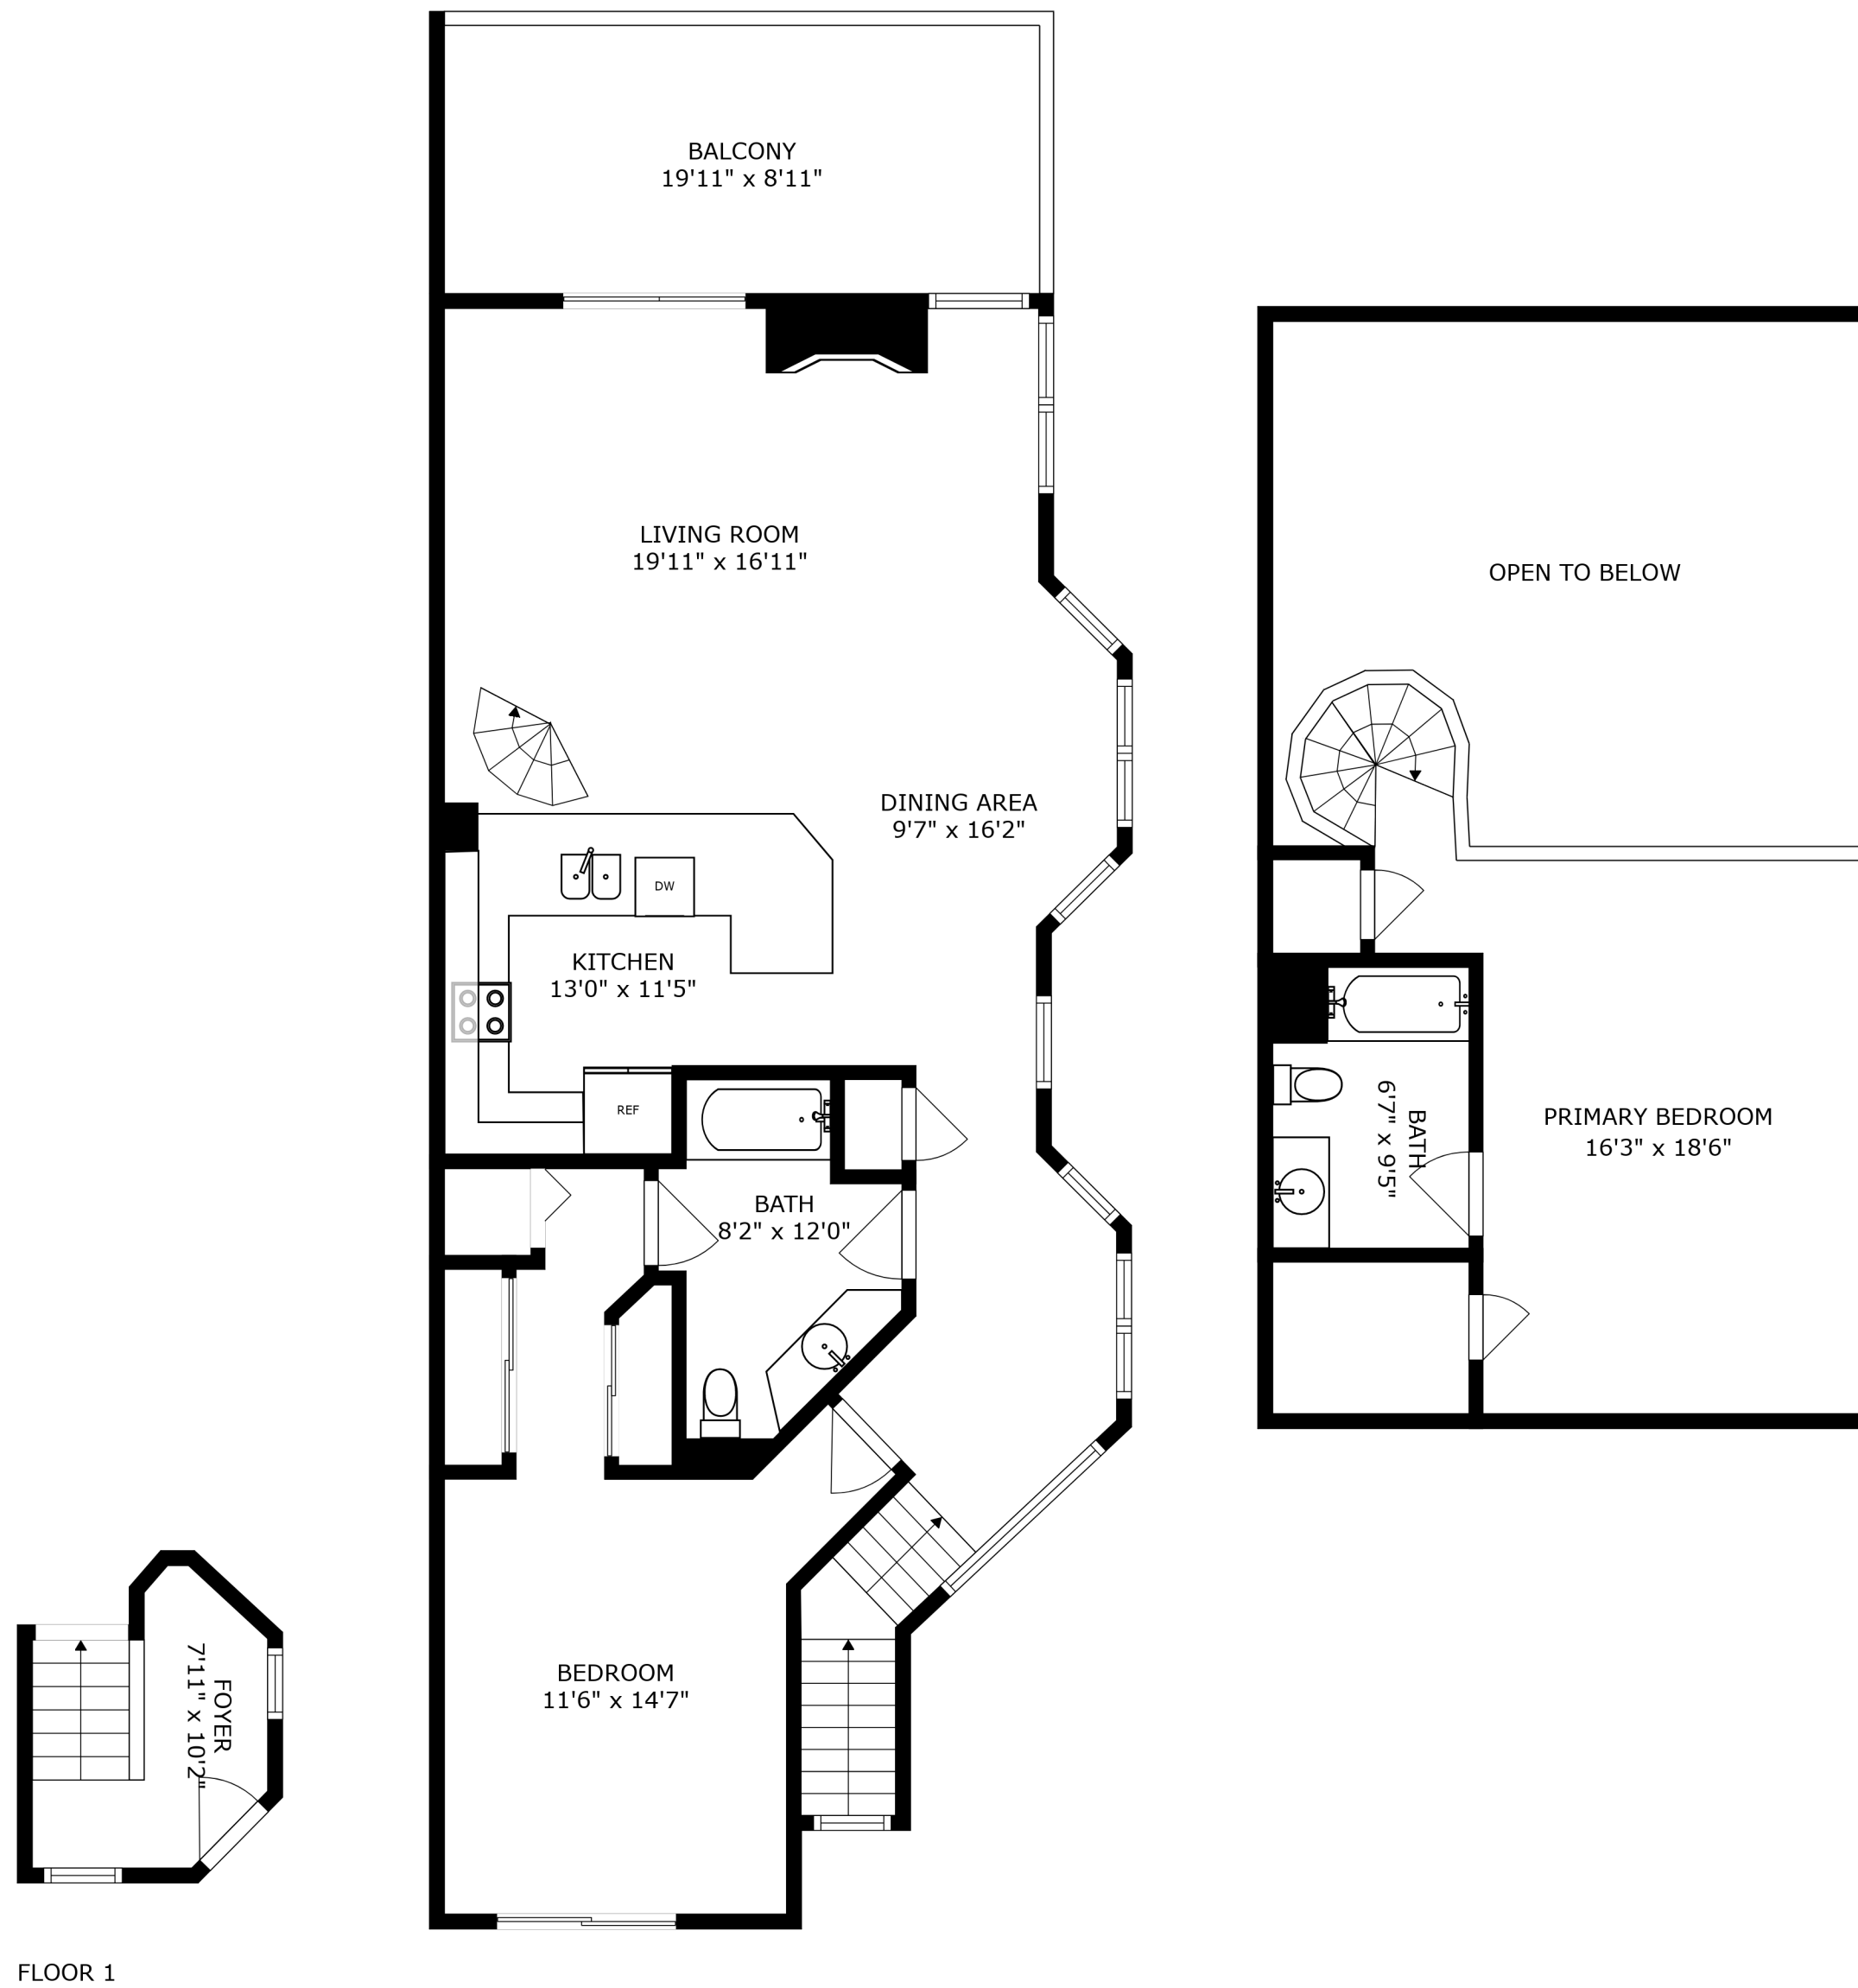 BALCONY
19'11" x 8'11"
LIVING ROOM
19'11" x 16'11"
OPEN TO BELOW
DINING AREA
9'7" x 16'2"
DW
KITCHEN
13'0" x 11'5"
REF
BATH
8'2" x 12'0"
BATH
6'7" x 9'5"
PRIMARY BEDROOM
16'3" x 18'6"
BEDROOM
11'6" x 14'7"
FOYER
7'11" x 10'2"
FLOOR 1